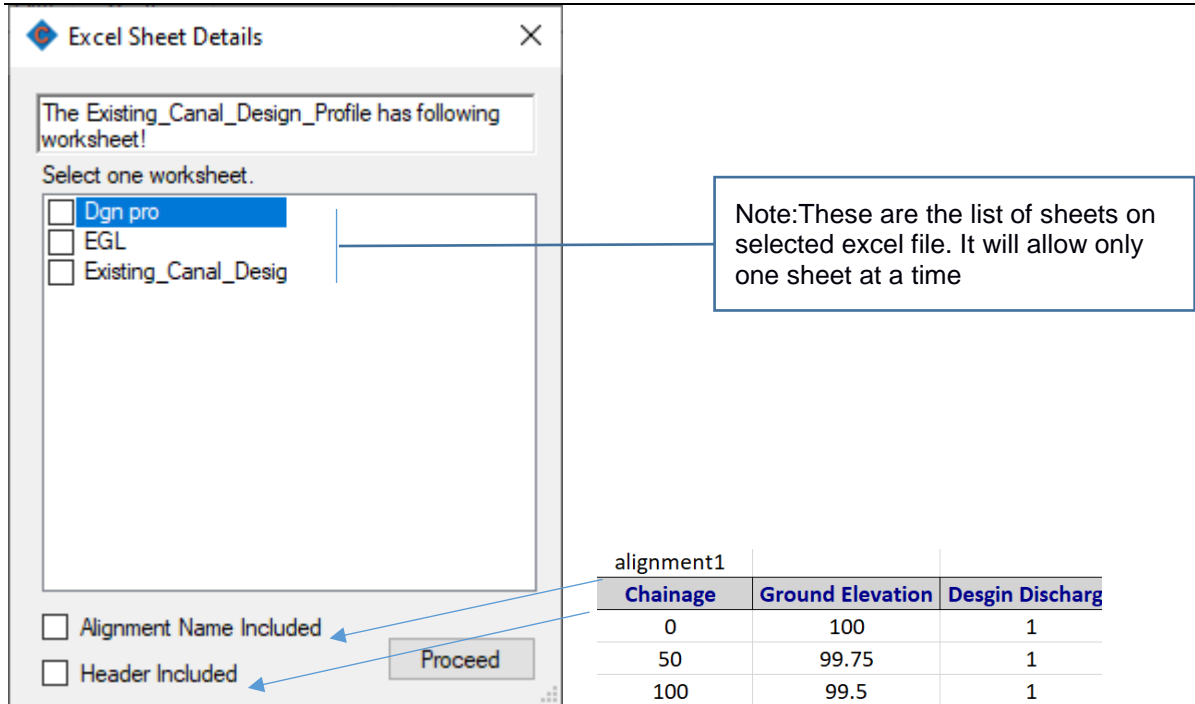 Excel Sheet Details
The Existing_Canal_Design_Profile has following
worksheet!
Select one worksheet.
Dgn pro
EGL
Existing_Canal_Desig
Note:These are the list of sheets on
selected excel file. It will allow only
one sheet at a time
Alignment Name Included
Header Included
Proceed
alignment1
Chainage Ground Elevation Desgin Discharg
0 100 1
50 99.75 1
100 99.5 1